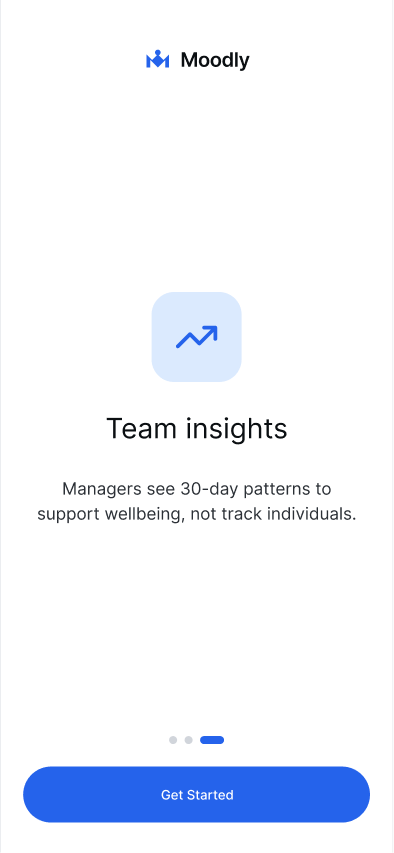 Moodly
Team insights
Managers see 30-day patterns to
support wellbeing, not track individuals.
Get Started